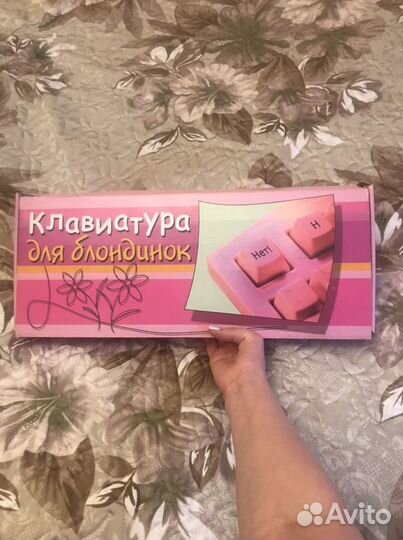 Клавиатура
для блондинок
Нет!
Н
Avito